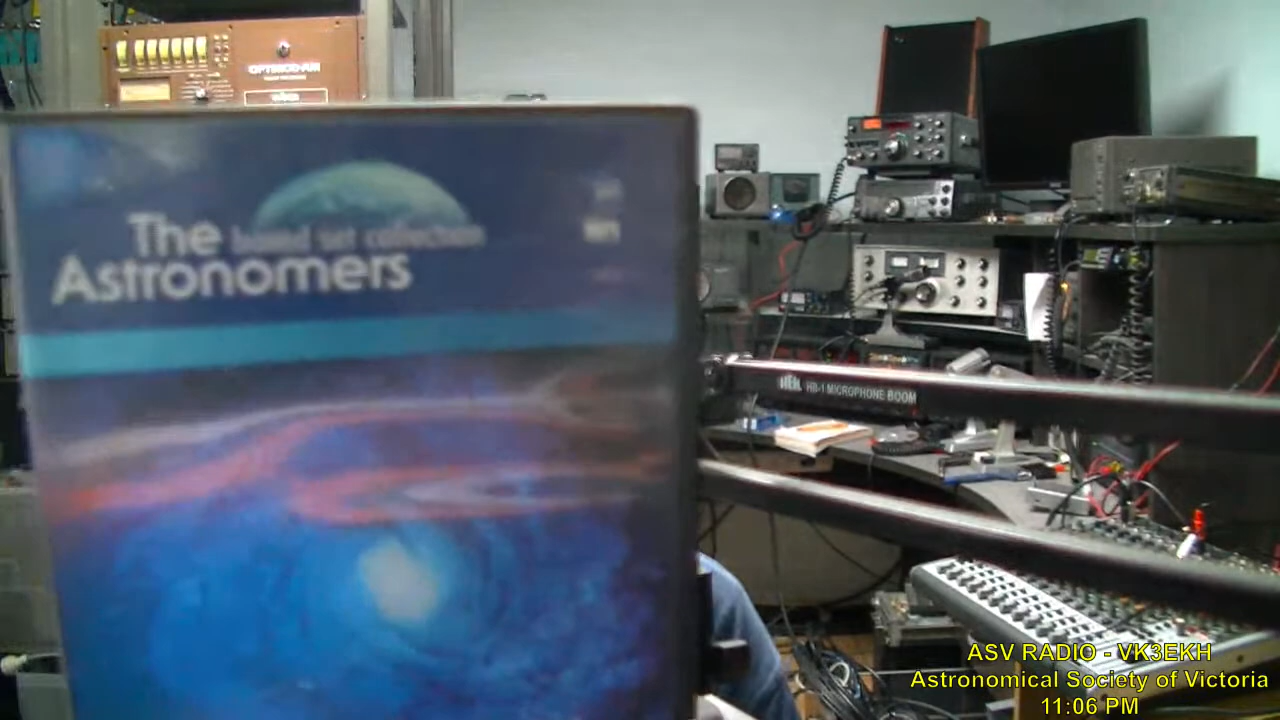 OPTIMOD-AM
The boxed set collection
Astronomers
HEIL HB-1 MICROPHONE BOOM
ASV RADIO - VK3EKH
Astronomical Society of Victoria
11:06 PM